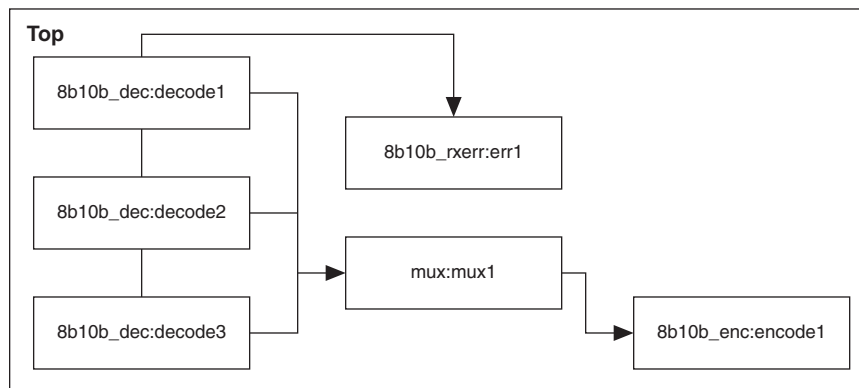 Top
8b10b_dec:decode1
8b10b_rxerr:err1
8b10b_dec:decode2
mux:mux1
8b10b_dec:decode3
8b10b_enc:encode1